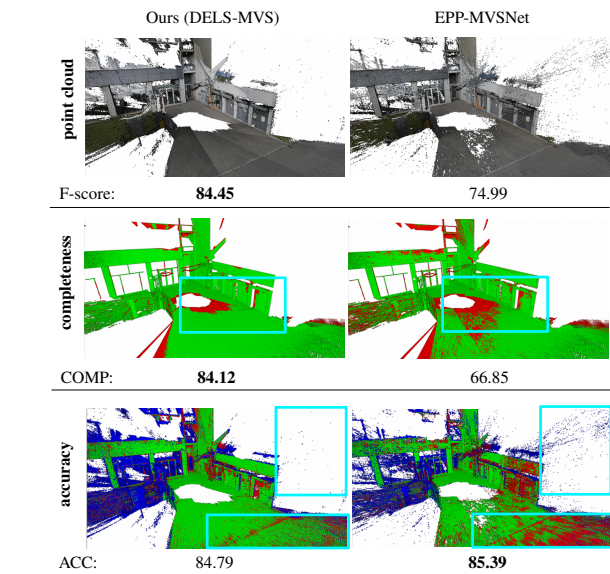 Ours (DELS-MVS) EPP-MVSNet
point cloud
F-score: 84.45 74.99
completeness
COMP: 84.12 66.85
accuracy
ACC: 84.79 85.39